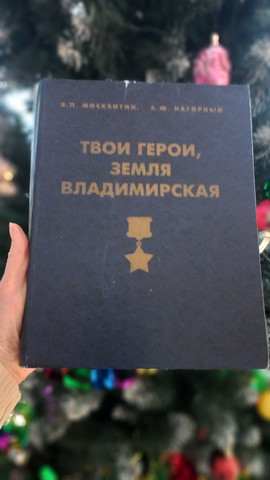 В.П. МОСКВИТИН. А.Ю. НАГОРНЫЙ
ТВОИ ГЕРОИ,
ЗЕМЛЯ
ВЛАДИМИРСКАЯ